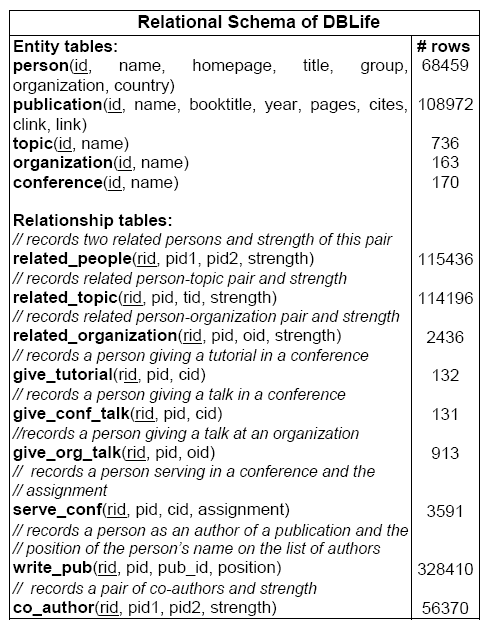 Relational Schema of DBLife
Entity tables: # rows
person(id, name, homepage, title, group, 68459
organization, country)
publication(id, name, booktitle, year, pages, cites, 108972
clink, link)
topic(id, name) 736
organization(id, name) 163
conference(id, name) 170
Relationship tables:
// records two related persons and strength of this pair
related_people(rid, pid1, pid2, strength) 115436
// records related person-topic pair and strength
related_topic(rid, pid, tid, strength) 114196
// records related person-organization pair and strength
related_organization(rid, pid, oid, strength) 2436
// records a person giving a tutorial in a conference
give_tutorial(rid, pid, cid) 132
// records a person giving a talk in a conference
give_conf_talk(rid, pid, cid) 131
//records a person giving a talk at an organization
give_org_talk(rid, pid, oid) 913
// records a person serving in a conference and the
// assignment
serve_conf(rid, pid, cid, assignment) 3591
// records a person as an author of a publication and the
// position of the person's name on the list of authors
write_pub(rid, pid, pub_id, position) 328410
// records a pair of co-authors and strength
co_author(rid, pid1, pid2, strength) 56370